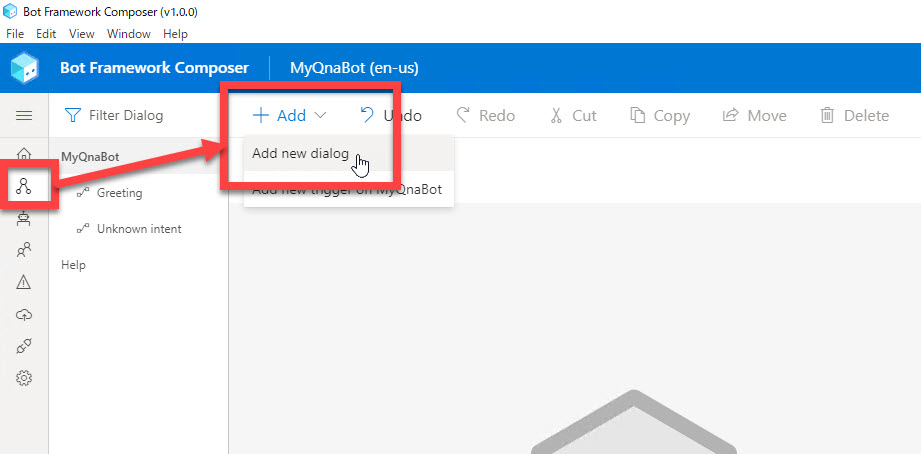 Bot Framework Composer (v1.0.0)
File Edit View Window Help
Bot Framework Composer MyQnaBot (en-us)
Filter Dialog Add Undo Redo Cut Copy Move Delete
MyQnaBot
Add new dialog
Greeting
Add new trigger on MyQnaBot
Unknown intent
Help